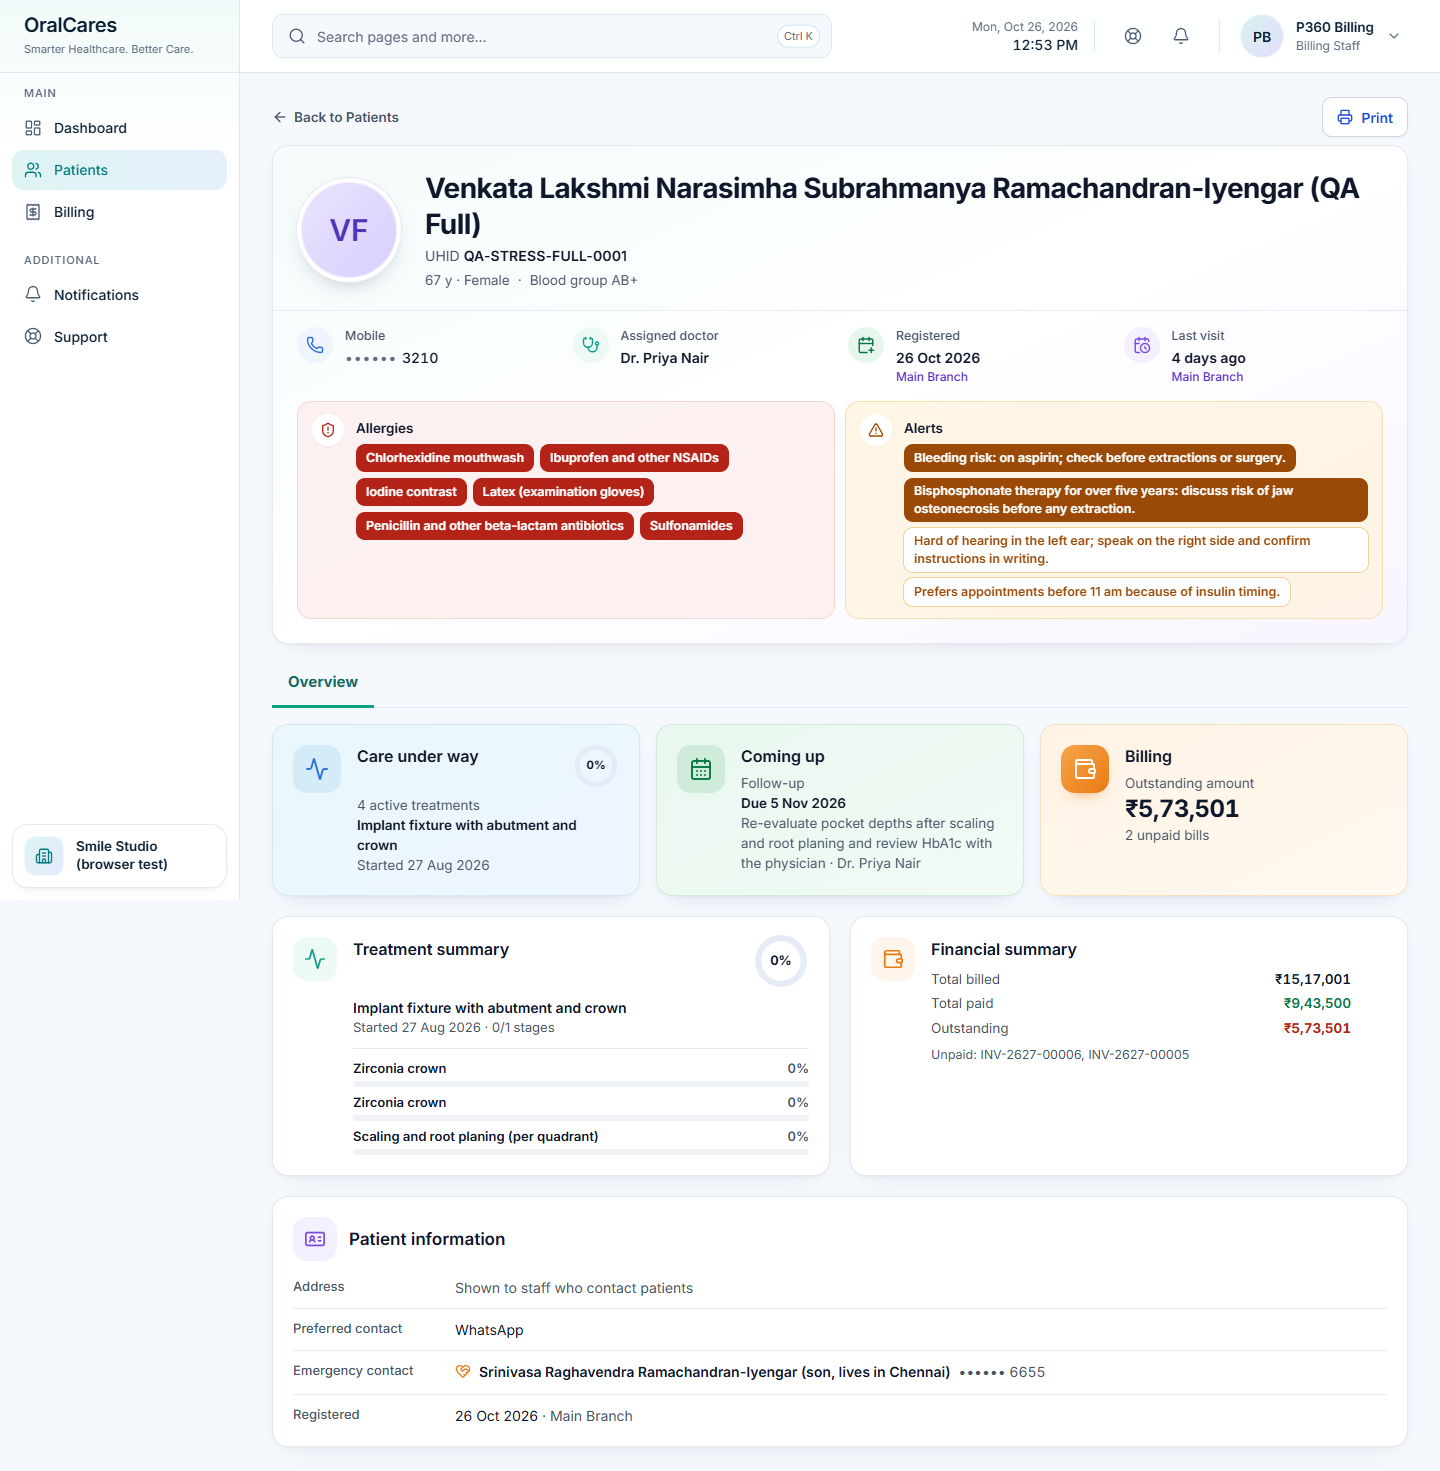 OralCares
Smarter Healthcare. Better Care.
Search pages and more...
Ctrl K
Mon, Oct 26, 2026
12:53 PM
PB
P360 Billing
Billing Staff
MAIN
Dashboard
Patients
Billing
ADDITIONAL
Notifications
Support
Smile Studio
(browser test)
Back to Patients
Print
VF
Venkata Lakshmi Narasimha Subrahmanya Ramachandran-Iyengar (QA
Full)
UHID QA-STRESS-FULL-0001
67 y · Female · Blood group AB+
Mobile
•••••• 3210
Assigned doctor
Dr. Priya Nair
Registered
26 Oct 2026
Main Branch
Last visit
4 days ago
Main Branch
Allergies
Chlorhexidine mouthwash
Ibuprofen and other NSAIDs
Iodine contrast
Latex (examination gloves)
Penicillin and other beta-lactam antibiotics
Sulfonamides
Alerts
Bleeding risk: on aspirin; check before extractions or surgery.
Bisphosphonate therapy for over five years: discuss risk of jaw
osteonecrosis before any extraction.
Hard of hearing in the left ear; speak on the right side and confirm
instructions in writing.
Prefers appointments before 11 am because of insulin timing.
Overview
Care under way
0%
4 active treatments
Implant fixture with abutment and
crown
Started 27 Aug 2026
Coming up
Follow-up
Due 5 Nov 2026
Re-evaluate pocket depths after scaling
and root planing and review HbA1c with
the physician · Dr. Priya Nair
Billing
Outstanding amount
₹5,73,501
2 unpaid bills
Treatment summary
0%
Implant fixture with abutment and crown
Started 27 Aug 2026 · 0/1 stages
Zirconia crown 0%
Zirconia crown 0%
Scaling and root planing (per quadrant) 0%
Financial summary
Total billed ₹15,17,001
Total paid ₹9,43,500
Outstanding ₹5,73,501
Unpaid: INV-2627-00006, INV-2627-00005
Patient information
Address Shown to staff who contact patients
Preferred contact WhatsApp
Emergency contact Srinivasa Raghavendra Ramachandran-Iyengar (son, lives in Chennai) •••••• 6655
Registered 26 Oct 2026 · Main Branch